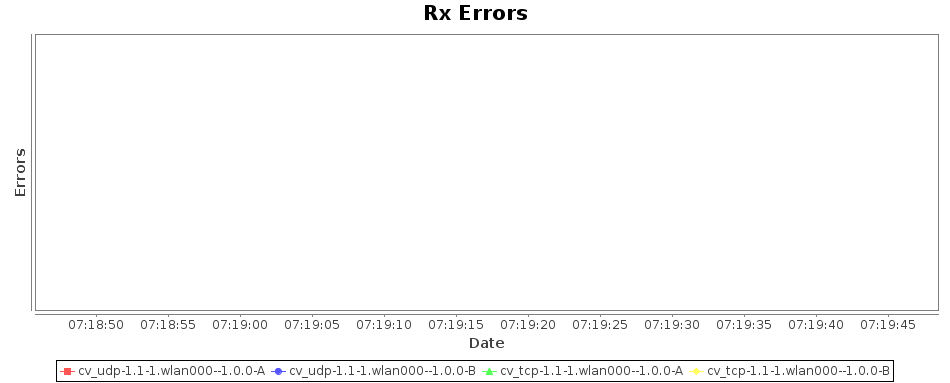 Rx Errors
Errors
07:18:50 07:18:55 07:19:00 07:19:05 07:19:10 07:19:15 07:19:20 07:19:25 07:19:30 07:19:35 07:19:40 07:19:45
Date
cv_udp-1.1-1.wlan000--1.0.0-A cv_udp-1.1-1.wlan000--1.0.0-B cv_tcp-1.1-1.wlan000--1.0.0-A cv_tcp-1.1-1.wlan000--1.0.0-B